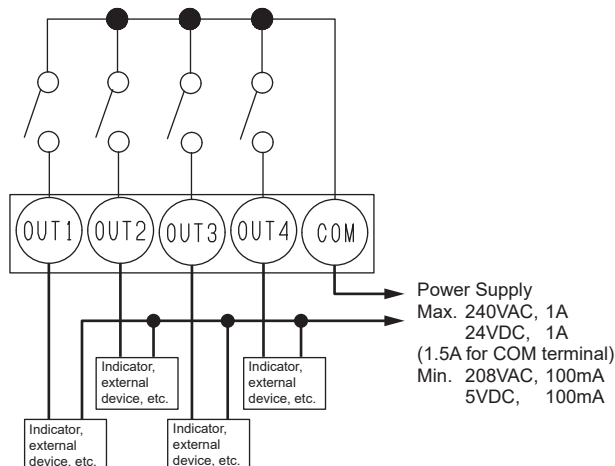 OUT1 OUT2 OUT3 OUT4 COM
Power Supply
Max. 240VAC, 1A
24VDC, 1A
(1.5A for COM terminal)
Min. 208VAC, 100mA
5VDC, 100mA
Indicator,
external
device, etc.
Indicator,
external
device, etc.
Indicator,
external
device, etc.
Indicator,
external
device, etc.